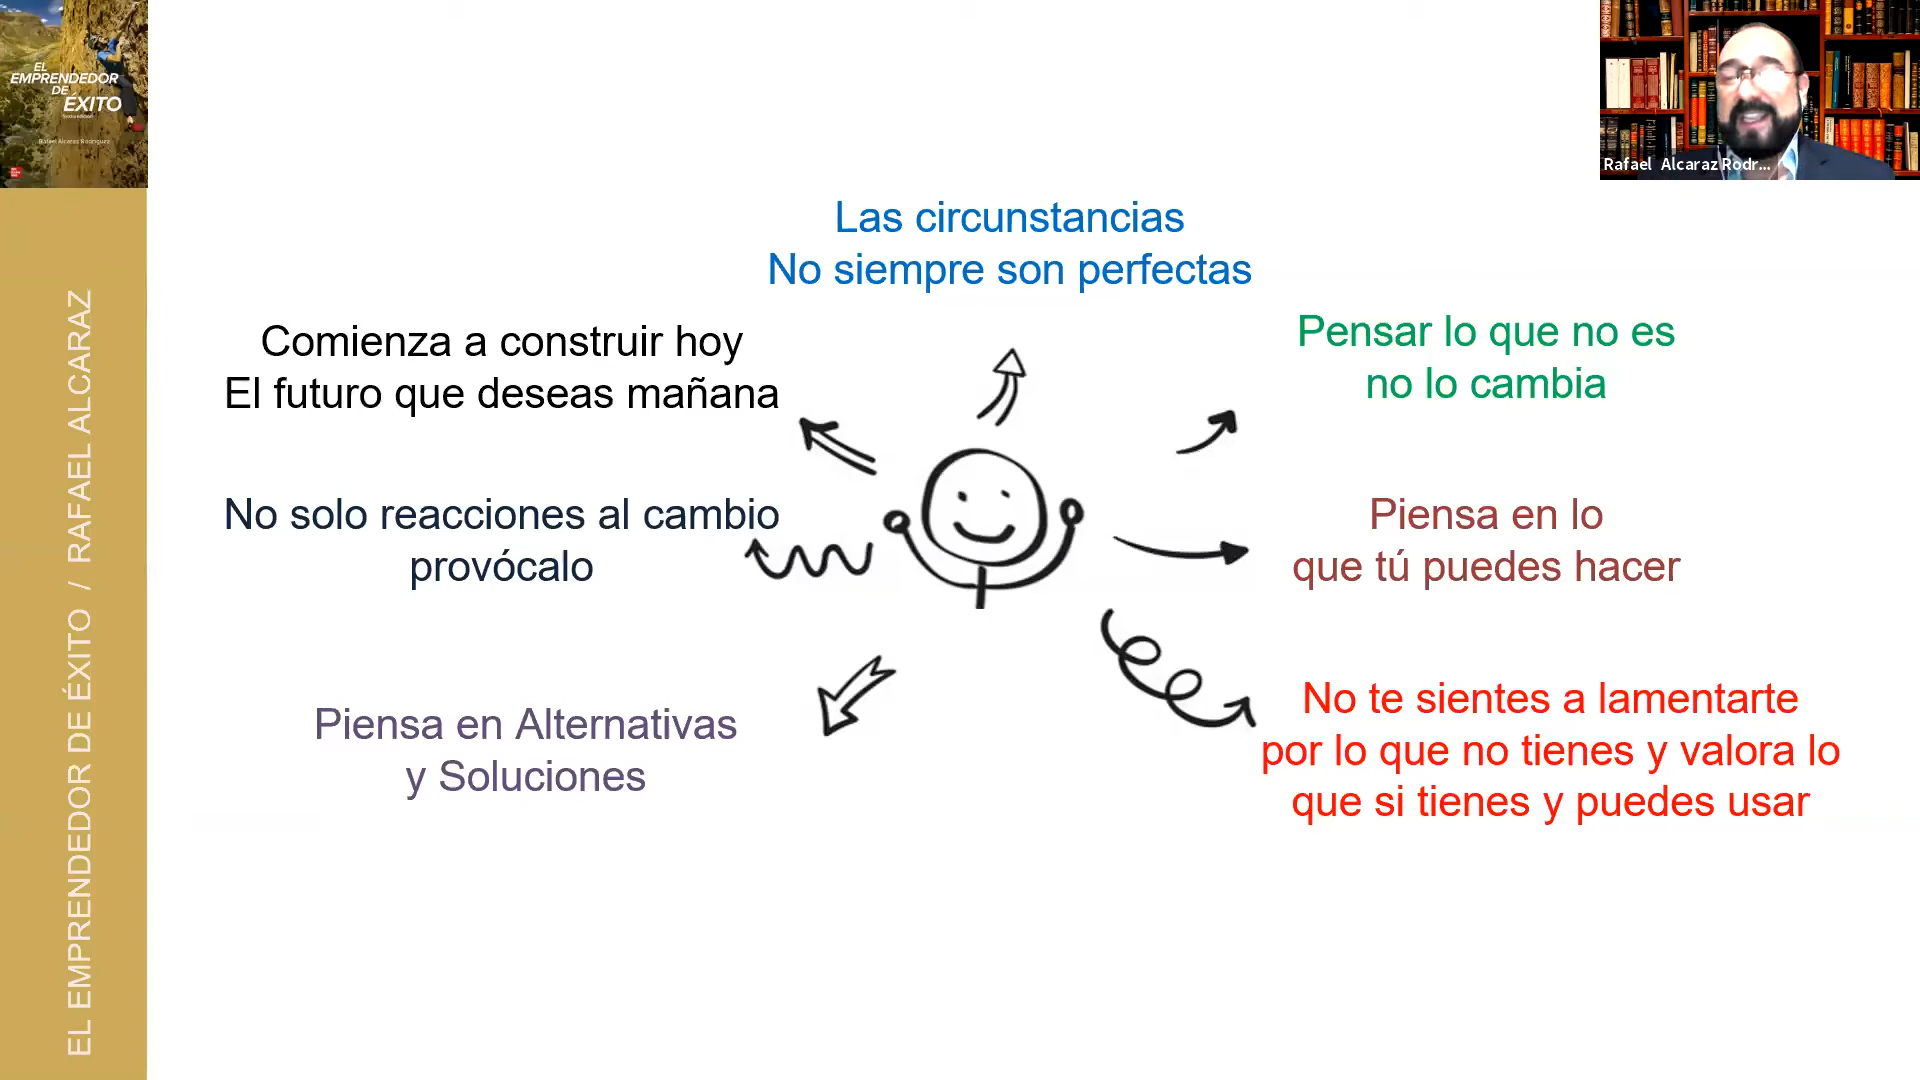 EL
EMPRENDEDOR
DE
ÉXITO
Rafael Alcaraz Rodríguez
EL EMPRENDEDOR DE ÉXITO / RAFAEL ALCARAZ
Rafael Alcaraz Rodr...
Las circunstancias
No siempre son perfectas
Comienza a construir hoy
El futuro que deseas mañana
Pensar lo que no es
no lo cambia
No solo reacciones al cambio
provócalo
Piensa en lo
que tú puedes hacer
Piensa en Alternativas
y Soluciones
No te sientes a lamentarte
por lo que no tienes y valora lo
que si tienes y puedes usar